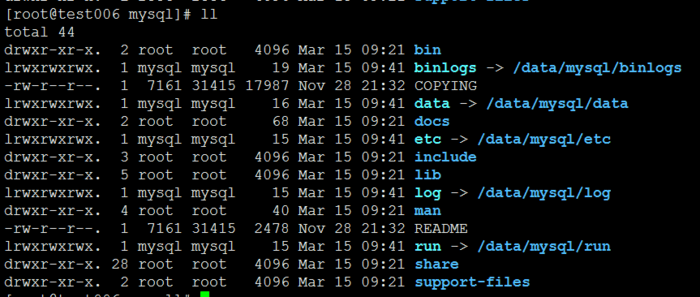 [root@test006 mysql]# ll
total 44
drwxr-xr-x.  2 root  root   4096 Mar 15 09:21 bin
lrwxrwxrwx.  1 mysql mysql    19 Mar 15 09:41 binlogs -> /data/mysql/binlogs
-rw-r--r--.  1  7161 31415 17987 Nov 28 21:32 COPYING
lrwxrwxrwx.  1 mysql mysql    16 Mar 15 09:41 data -> /data/mysql/data
drwxr-xr-x.  2 root  root     68 Mar 15 09:21 docs
lrwxrwxrwx.  1 mysql mysql    15 Mar 15 09:41 etc -> /data/mysql/etc
drwxr-xr-x.  3 root  root   4096 Mar 15 09:21 include
drwxr-xr-x.  5 root  root   4096 Mar 15 09:21 lib
lrwxrwxrwx.  1 mysql mysql    15 Mar 15 09:41 log -> /data/mysql/log
drwxr-xr-x.  4 root  root     40 Mar 15 09:21 man
-rw-r--r--.  1  7161 31415  2478 Nov 28 21:32 README
lrwxrwxrwx.  1 mysql mysql    15 Mar 15 09:41 run -> /data/mysql/run
drwxr-xr-x. 28 root  root   4096 Mar 15 09:21 share
drwxr-xr-x.  2 root  root   4096 Mar 15 09:21 support-files